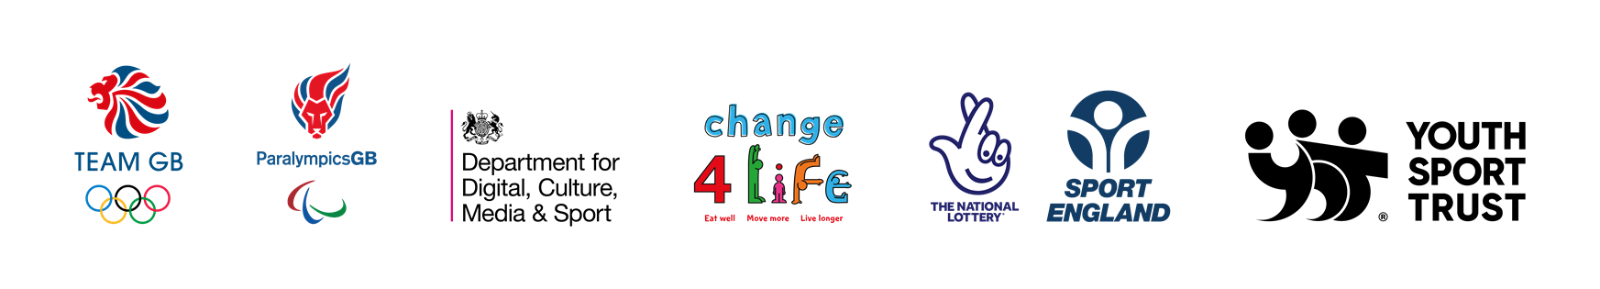 TEAM GB
ParalympicsGB
Department for
Digital, Culture,
Media & Sport
change
4 LiFe
Eat well Move more Live longer
THE NATIONAL
LOTTERY®
SPORT
ENGLAND
®
YOUTH
SPORT
TRUST